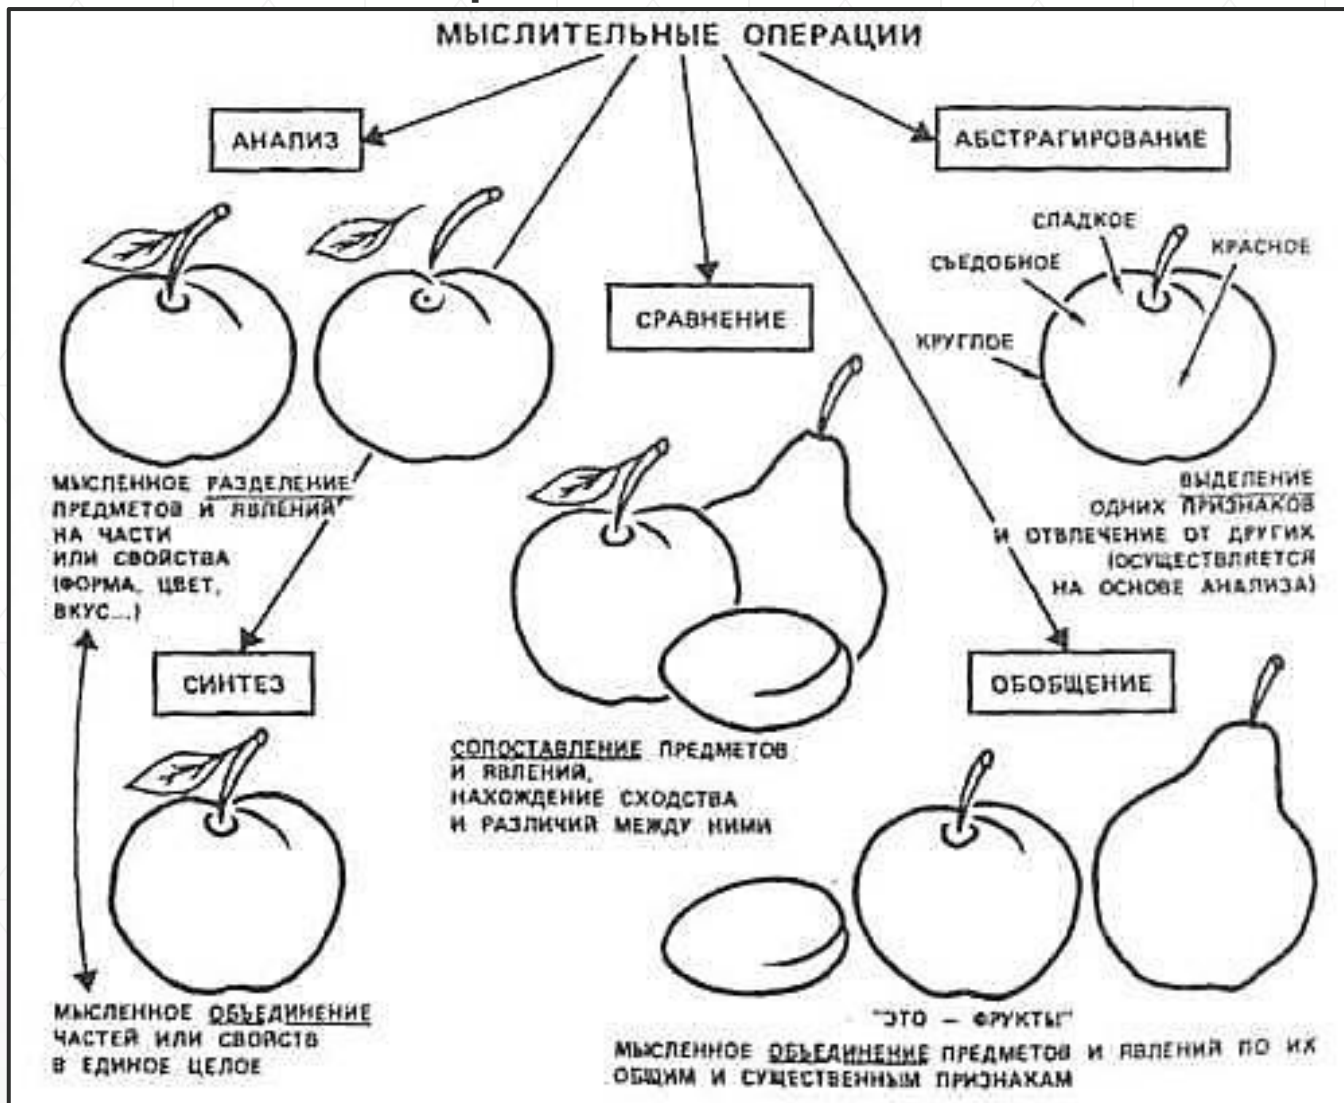 МЫСЛИТЕЛЬНЫЕ ОПЕРАЦИИ
АНАЛИЗ
АБСТРАГИРОВАНИЕ
СЛАДКОЕ
КРАСНОЕ
СЪЕДОБНОЕ
КРУГЛОЕ
СРАВНЕНИЕ
МЫСЛЕННОЕ РАЗДЕЛЕНИЕ
ПРЕДМЕТОВ И ЯВЛЕНИЙ
НА ЧАСТИ
ИЛИ СВОЙСТВА
(ФОРМА, ЦВЕТ,
ВКУС...)
ВЫДЕЛЕНИЕ
ОДНИХ ПРИЗНАКОВ
И ОТВЛЕЧЕНИЕ ОТ ДРУГИХ
(ОСУЩЕСТВЛЯЕТСЯ
НА ОСНОВЕ АНАЛИЗА)
СИНТЕЗ
ОБОБЩЕНИЕ
СОПОСТАВЛЕНИЕ ПРЕДМЕТОВ
И ЯВЛЕНИЙ,
НАХОЖДЕНИЕ СХОДСТВА
И РАЗЛИЧИЙ МЕЖДУ НИМИ
МЫСЛЕННОЕ ОБЪЕДИНЕНИЕ
ЧАСТЕЙ ИЛИ СВОЙСТВ
В ЕДИНОЕ ЦЕЛОЕ
"ЭТО – ФРУКТЫ"
МЫСЛЕННОЕ ОБЪЕДИНЕНИЕ ПРЕДМЕТОВ И ЯВЛЕНИЙ ПО ИХ
ОБЩИМ И СУЩЕСТВЕННЫМ ПРИЗНАКАМ